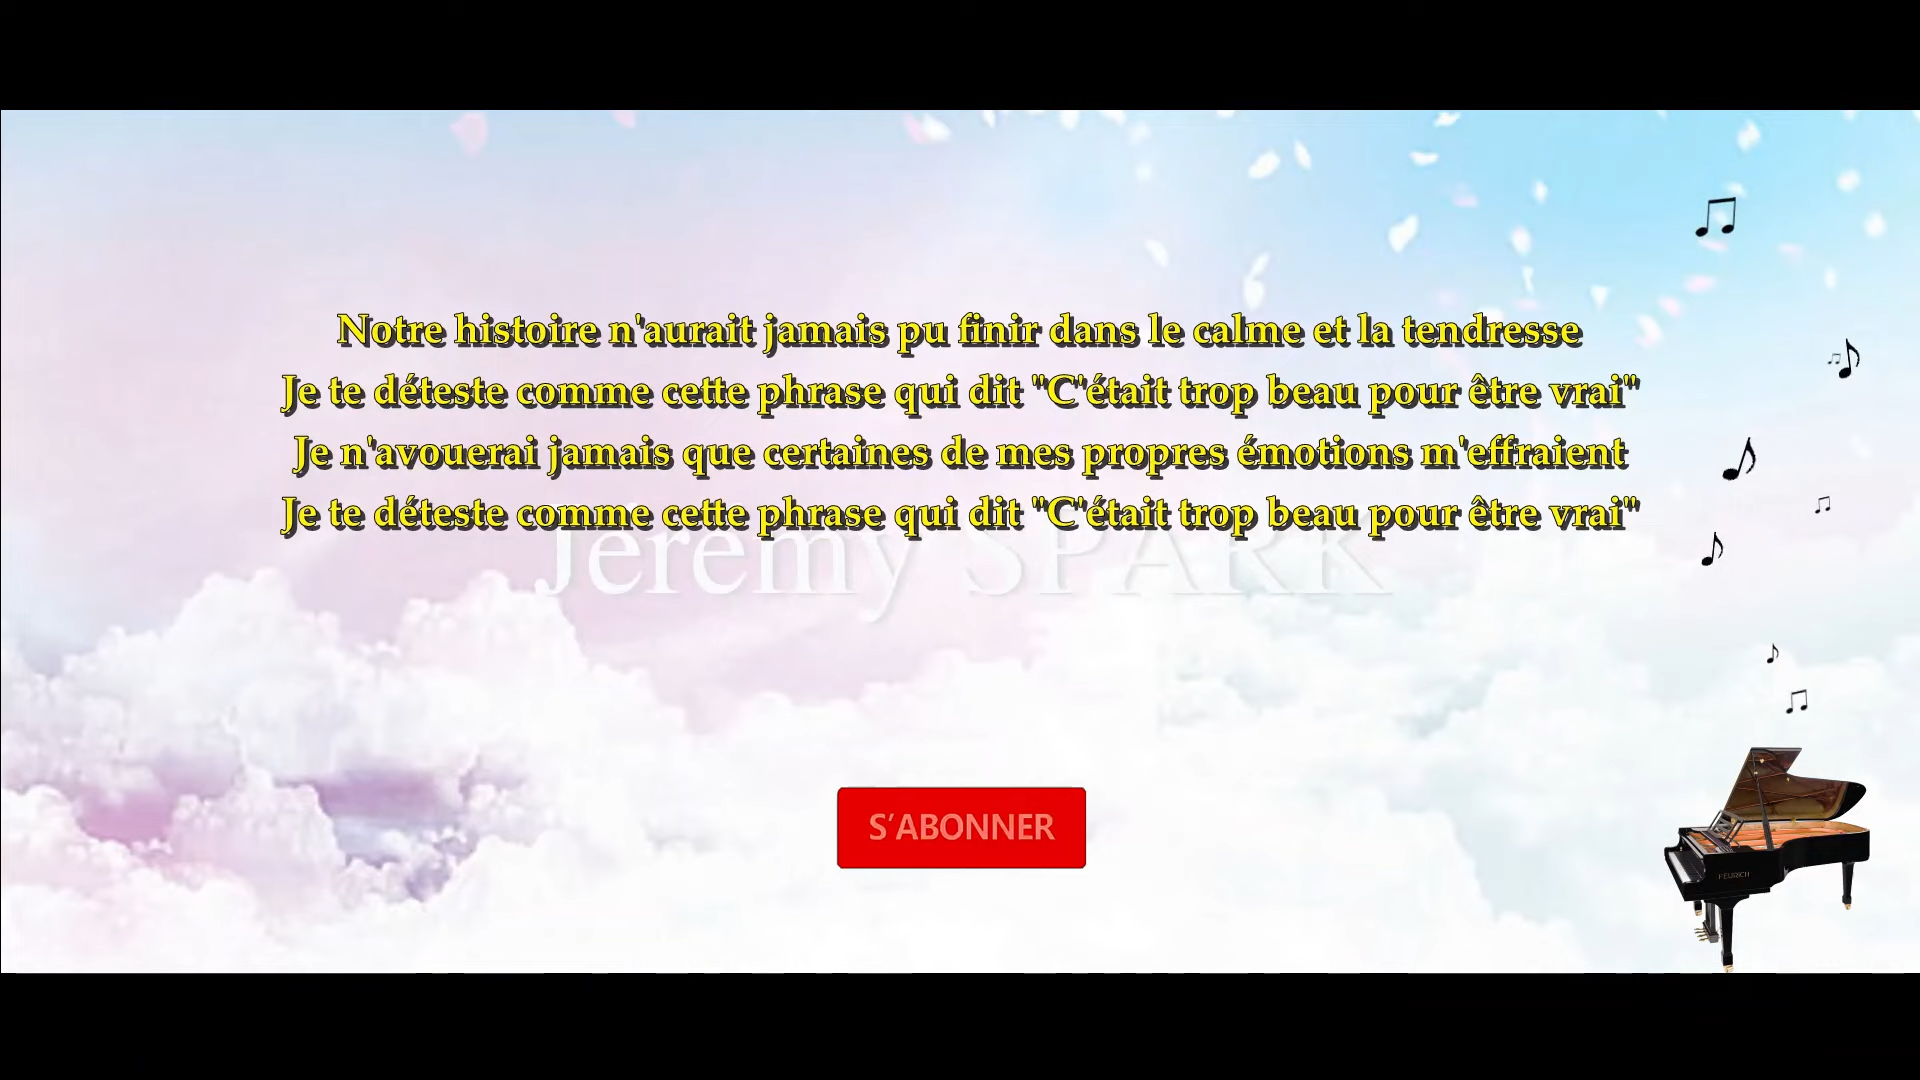 Notre histoire n'aurait jamais pu finir dans le calme et la tendresse
Je te déteste comme cette phrase qui dit "C'était trop beau pour être vrai"
Je n'avouerai jamais que certaines de mes propres émotions m'effraient
Je te déteste comme cette phrase qui dit "C'était trop beau pour être vrai"
Jeremy SPARK
S'ABONNER
FEURICH